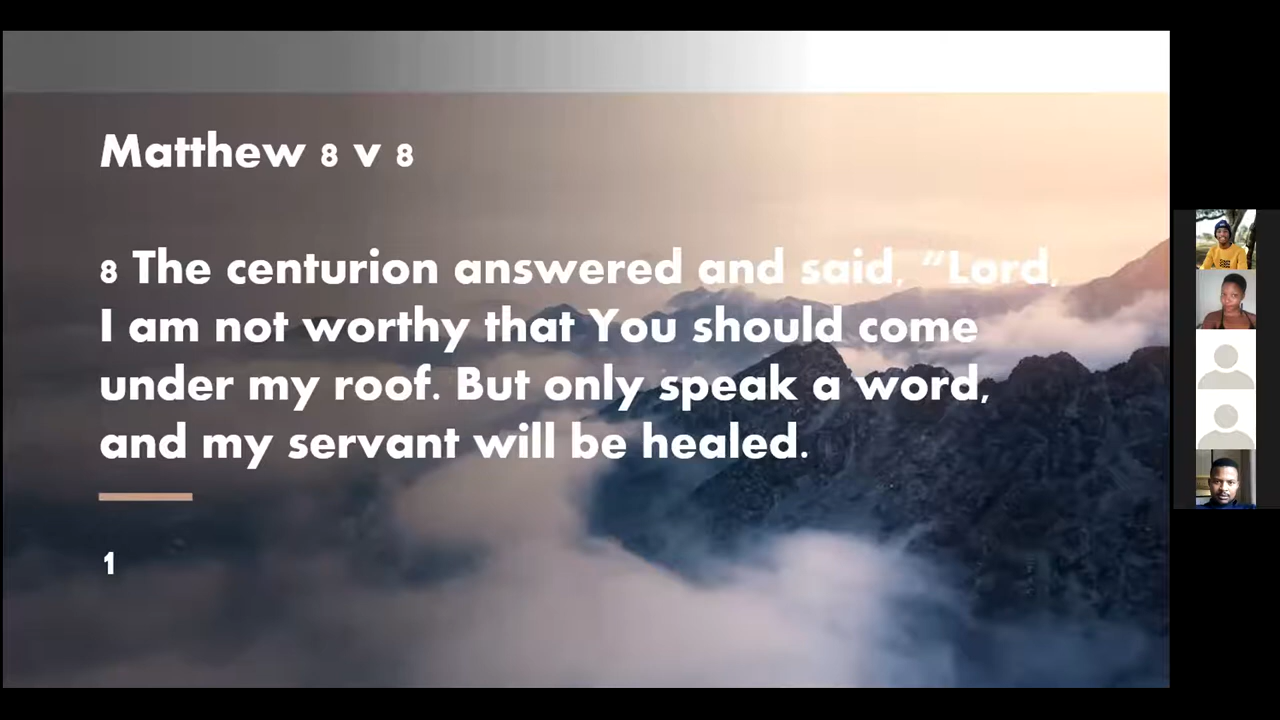 Matthew 8 v 8
8 The centurion answered and said, “Lord,
I am not worthy that You should come
under my roof. But only speak a word,
and my servant will be healed.
1